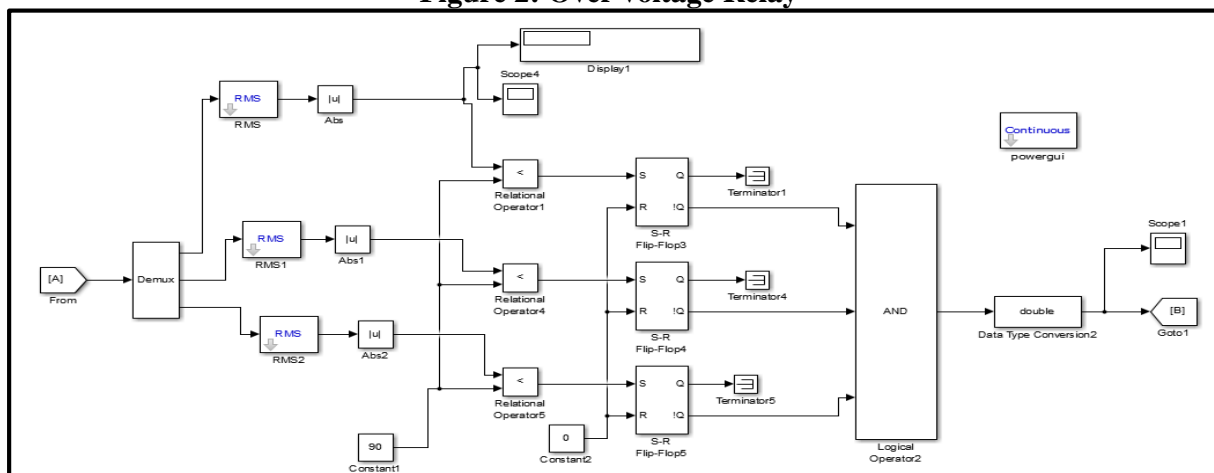 Figure 2: Over Voltage Relay
Display1
Scope4
RMS
RMS
|u|
Abs
Continuous
powergui
<
Relational
Operator1
S Q
R !Q
S-R
Flip-Flop3
Terminator1
[A]
From
Demux
RMS
RMS1
|u|
Abs1
<
Relational
Operator4
S Q
R !Q
S-R
Flip-Flop4
Terminator4
AND
Logical
Operator2
double
Data Type Conversion2
Scope1
[B]
Goto1
RMS
RMS2
|u|
Abs2
<
Relational
Operator5
S Q
R !Q
S-R
Flip-Flop5
Terminator5
90
Constant1
0
Constant2